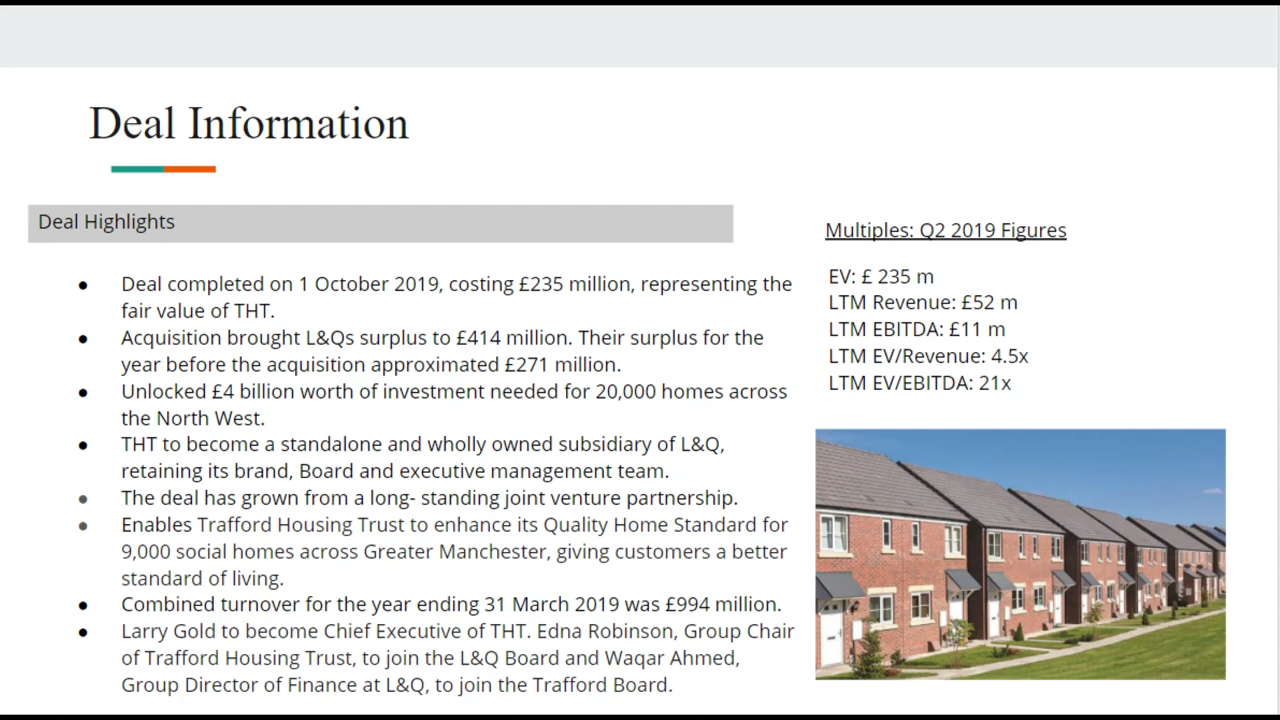 Deal Information
Deal Highlights
Deal completed on 1 October 2019, costing £235 million, representing the
fair value of THT.
Acquisition brought L&Qs surplus to £414 million. Their surplus for the
year before the acquisition approximated £271 million.
Unlocked £4 billion worth of investment needed for 20,000 homes across
the North West.
THT to become a standalone and wholly owned subsidiary of L&Q,
retaining its brand, Board and executive management team.
The deal has grown from a long- standing joint venture partnership.
Enables Trafford Housing Trust to enhance its Quality Home Standard for
9,000 social homes across Greater Manchester, giving customers a better
standard of living.
Combined turnover for the year ending 31 March 2019 was £994 million.
Larry Gold to become Chief Executive of THT. Edna Robinson, Group Chair
of Trafford Housing Trust, to join the L&Q Board and Waqar Ahmed,
Group Director of Finance at L&Q, to join the Trafford Board.
Multiples: Q2 2019 Figures
EV: £ 235 m
LTM Revenue: £52 m
LTM EBITDA: £11 m
LTM EV/Revenue: 4.5x
LTM EV/EBITDA: 21x